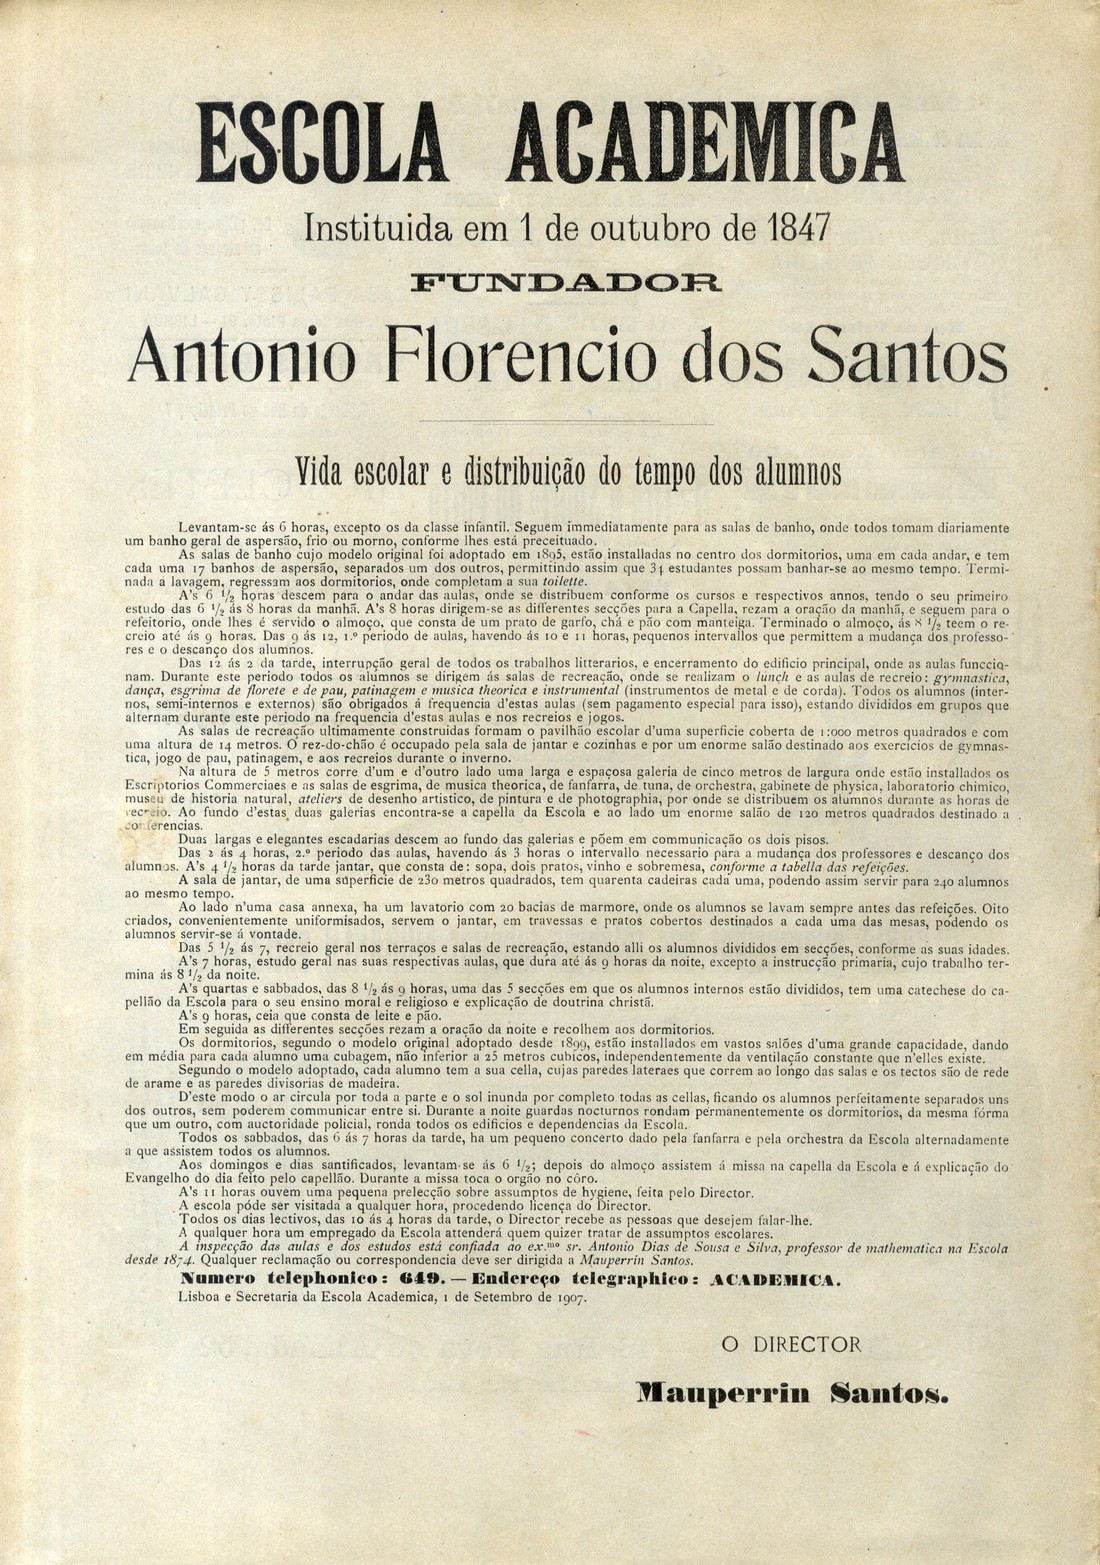 ESCOLA ACADEMICA
Instituida em 1 de outubro de 1847
FUNDADOR
Antonio Florencio dos Santos
Vida escolar e distribuição do tempo dos alumnos
Levantam-se ás 6 horas, excepto os da classe infantil. Seguem immediatamente para as salas de banho, onde todos tomam diariamente
um banho geral de aspersão, frio ou morno, conforme lhes está preceituado.
As salas de banho cujo modelo original foi adoptado em 1895, estão installadas no centro dos dormitorios, uma em cada andar, e tem
cada uma 17 banhos de aspersão, separados um dos outros, permittindo assim que 34 estudantes possam banhar-se ao mesmo tempo. Termi-
nada a lavagem, regressam aos dormitorios, onde completam a sua toilette.
A's 6 1/2 horas descem para o andar das aulas, onde se distribuem conforme os cursos e respectivos annos, tendo o seu primeiro
estudo das 6 1/2 ás 8 horas da manhã. A's 8 horas dirigem-se as differentes secções para a Capella, rezam a oração da manhã, e seguem para o
refeitorio, onde lhes é servido o almoço, que consta de um prato de garfo, chá e pão com manteiga. Terminado o almoço, ás 8 1/2 teem o re-
creio até ás 9 horas. Das 9 ás 12, 1.º periodo de aulas, havendo ás 10 e 11 horas, pequenos intervallos que permittem a mudança dos professo-
res e o descanço dos alumnos.
Das 12 ás 2 da tarde, interrupção geral de todos os trabalhos litterarios, e encerramento do edificio principal, onde as aulas funccio-
nam. Durante este periodo todos os alumnos se dirigem ás salas de recreação, onde se realizam o lunch e as aulas de recreio: gymnastica,
dança, esgrima de florete e de pau, patinagem e musica theorica e instrumental (instrumentos de metal e de corda). Todos os alumnos (inter-
nos, semi-internos e externos) são obrigados á frequencia d'estas aulas (sem pagamento especial para isso), estando divididos em grupos que
alternam durante este periodo na frequencia d'estas aulas e nos recreios e jogos.
As salas de recreação ultimamente construidas formam o pavilhão escolar d'uma superficie coberta de 1:000 metros quadrados e com
uma altura de 14 metros. O rez-do-chão é occupado pela sala de jantar e cozinhas e por um enorme salão destinado aos exercicios de gymnas-
tica, jogo de pau, patinagem, e aos recreios durante o inverno.
Na altura de 5 metros corre d'um e d'outro lado uma larga e espaçosa galeria de cinco metros de largura onde estão installados os
Escriptorios Commerciaes e as salas de esgrima, de musica theorica, de fanfarra, de tuna, de orchestra, gabinete de physica, laboratorio chimico,
museu de historia natural, ateliers de desenho artistico, de pintura e de photographia, por onde se distribuem os alumnos durante as horas de
recreio. Ao fundo d'estas duas galerias encontra-se a capella da Escola e ao lado um enorme salão de 120 metros quadrados destinado a
conferencias.
Duas largas e elegantes escadarias descem ao fundo das galerias e põem em communicação os dois pisos.
Das 2 ás 4 horas, 2.º periodo das aulas, havendo ás 3 horas o intervallo necessario para a mudança dos professores e descanço dos
alumnos. A's 4 1/2 horas da tarde jantar, que consta de: sopa, dois pratos, vinho e sobremesa, conforme a tabella das refeições.
A sala de jantar, de uma superficie de 230 metros quadrados, tem quarenta cadeiras cada uma, podendo assim servir para 240 alumnos
ao mesmo tempo.
Ao lado n'uma casa annexa, ha um lavatorio com 20 bacias de marmore, onde os alumnos se lavam sempre antes das refeições. Oito
criados, convenientemente uniformisados, servem o jantar, em travessas e pratos cobertos destinados a cada uma das mesas, podendo os
alumnos servir-se á vontade.
Das 5 1/2 ás 7, recreio geral nos terraços e salas de recreação, estando alli os alumnos divididos em secções, conforme as suas idades.
A's 7 horas, estudo geral nas suas respectivas aulas, que dura até ás 9 horas da noite, excepto a instrucção primaria, cujo trabalho ter-
mina ás 8 1/2 da noite.
A's quartas e sabbados, das 8 1/2 ás 9 horas, uma das 5 secções em que os alumnos internos estão divididos, tem uma catechese do ca-
pellão da Escola para o seu ensino moral e religioso e explicação de doutrina christã.
A's 9 horas, ceia que consta de leite e pão.
Em seguida as differentes secções rezam a oração da noite e recolhem aos dormitorios.
Os dormitorios, segundo o modelo original adoptado desde 1899, estão installados em vastos salões d'uma grande capacidade, dando
em média para cada alumno uma cubagem, não inferior a 25 metros cubicos, independentemente da ventilação constante que n'elles existe.
Segundo o modelo adoptado, cada alumno tem a sua cella, cujas paredes lateraes que correm ao longo das salas e os tectos são de rede
de arame e as paredes divisorias de madeira.
D'este modo o ar circula por toda a parte e o sol inunda por completo todas as cellas, ficando os alumnos perfeitamente separados uns
dos outros, sem poderem communicar entre si. Durante a noite guardas nocturnos rondam permanentemente os dormitorios, da mesma fórma
que um outro, com auctoridade policial, ronda todos os edificios e dependencias da Escola.
Todos os sabbados, das 6 ás 7 horas da tarde, ha um pequeno concerto dado pela fanfarra e pela orchestra da Escola alternadamente
a que assistem todos os alumnos.
Aos domingos e dias santificados, levantam-se ás 6 1/2; depois do almoço assistem á missa na capella da Escola e á explicação do
Evangelho do dia feito pelo capellão. Durante a missa toca o orgão no côro.
A's 11 horas ouvem uma pequena prelecção sobre assumptos de hygiene, feita pelo Director.
A escola póde ser visitada a qualquer hora, procedendo licença do Director.
Todos os dias lectivos, das 10 ás 4 horas da tarde, o Director recebe as pessoas que desejem falar-lhe.
A qualquer hora um empregado da Escola attenderá quem quizer tratar de assumptos escolares.
A inspecção das aulas e dos estudos está confiada ao ex.mo sr. Antonio Dias de Sousa e Silva, professor de mathematica na Escola
desde 1874. Qualquer reclamação ou correspondencia deve ser dirigida a Mauperrin Santos.
Numero telephonico: 649. — Endereço telegraphico: ACADEMICA.
Lisboa e Secretaria da Escola Academica, 1 de Setembro de 1907.
O DIRECTOR
Mauperrin Santos.